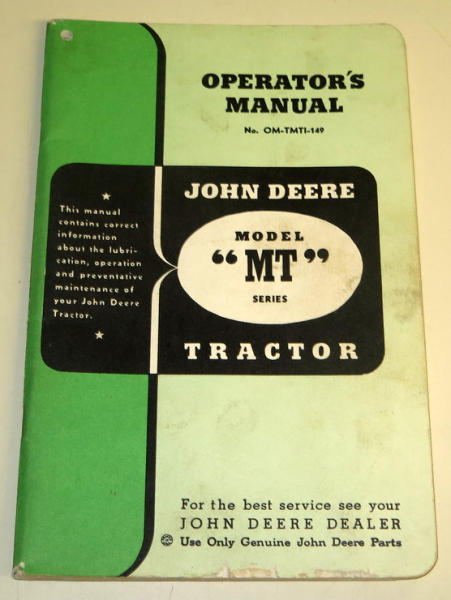 OPERATOR'S
MANUAL
No. OM-TMT1-149
This manual
contains correct
information
about the lubri-
cation, operation
and preventative
maintenance of
your John Deere
Tractor.
JOHN DEERE
MODEL
"MT"
SERIES
TRACTOR
For the best service see your
JOHN DEERE DEALER
Use Only Genuine John Deere Parts